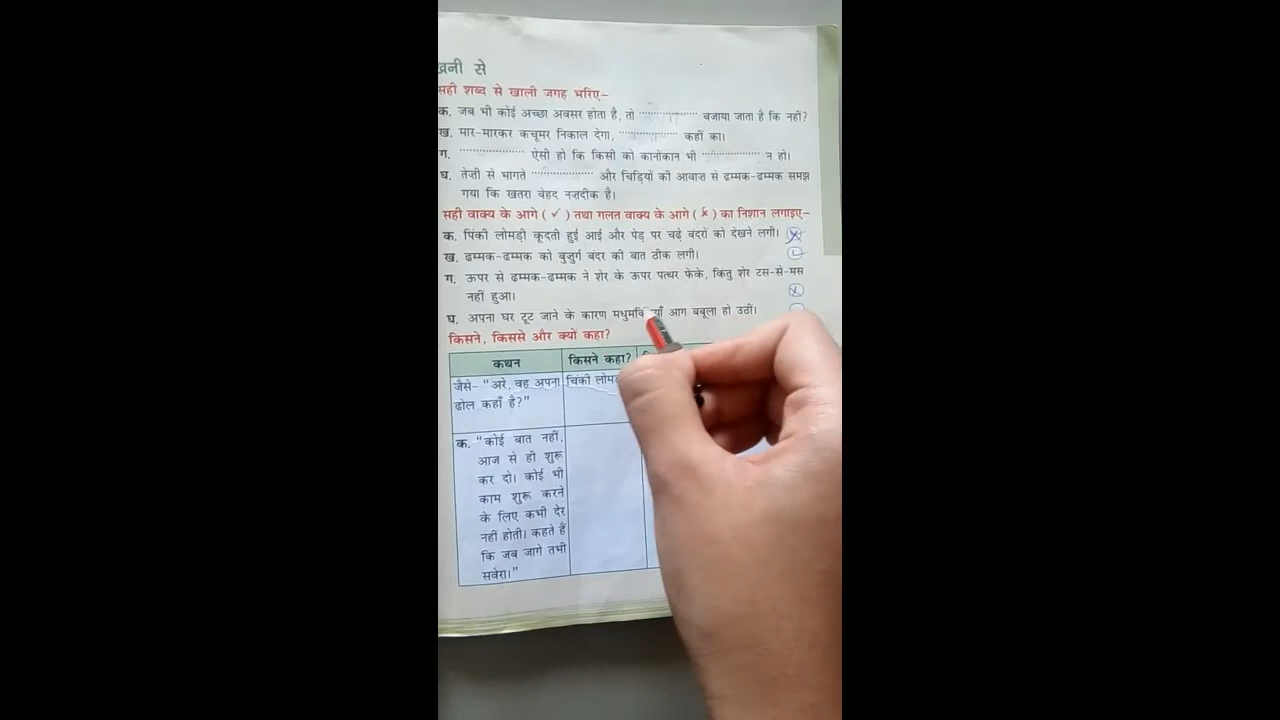 खनी से
सही शब्द से खाली जगह भरिए–
क. जब भी कोई अच्छा अवसर होता है, तो .................. बजाया जाता है कि नहीं?
ख. मार-मारकर कचूमर निकाल देगा, .................. कहीं का।
ग. .................. ऐसी हो कि किसी को कानोंकान भी .................. न हो।
घ. तेज़ी से भागते .................. और चिड़ियों की आवाज़ से ढम्मक-ढम्मक समझ
गया कि खतरा बेहद नज़दीक है।
सही वाक्य के आगे ( ✓ ) तथा गलत वाक्य के आगे ( ✗ ) का निशान लगाइए–
क. पिंकी लोमड़ी कूदती हुई आई और पेड़ पर चढ़े बंदरों को देखने लगी।
ख. ढम्मक-ढम्मक को बुज़ुर्ग बंदर की बात ठीक लगी।
ग. ऊपर से ढम्मक-ढम्मक ने शेर के ऊपर पत्थर फेंके, किंतु शेर टस-से-मस
नहीं हुआ।
घ. अपना घर टूट जाने के कारण आग बबूला हो उठीं।
किसने, किससे और क्यों कहा?
कथन किसने कहा?
जैसे– "अरे, वह अपना चिंकी
ढोल कहाँ है?"
क. "कोई बात नहीं,
आज से ही शुरू
कर दो। कोई भी
काम शुरू करने
के लिए कभी देर
नहीं होती। कहते हैं
कि जब जागे तभी
सवेरा।"